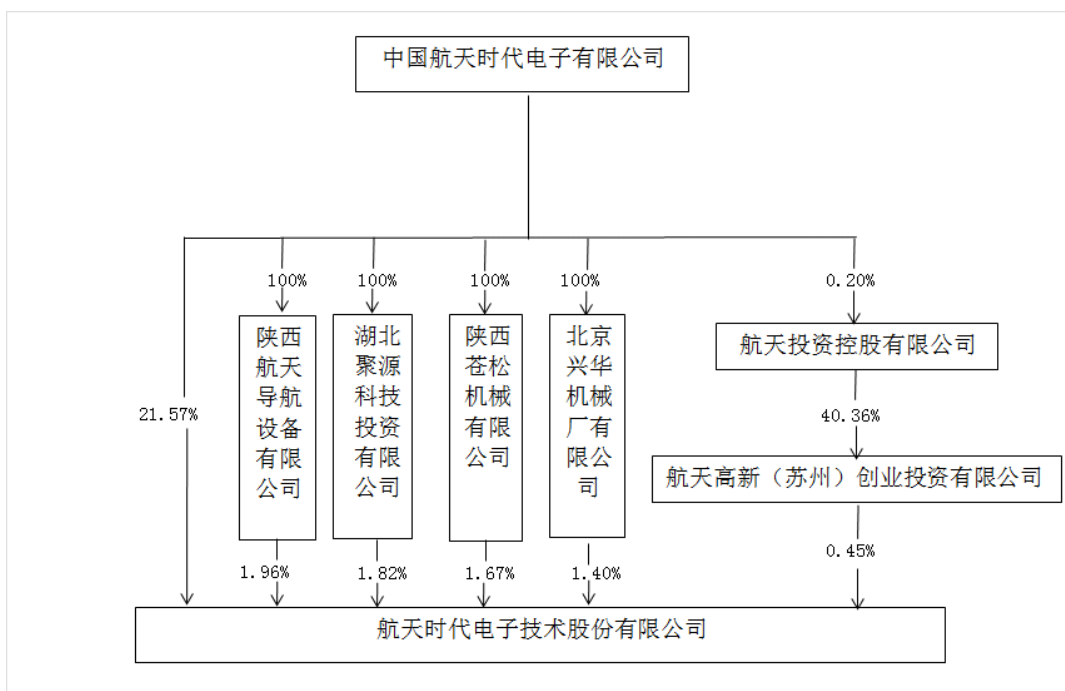 中国航天时代电子有限公司
100%
100%
100%
100%
0.20%
陕西
航天
导航
设备
有限
公司
湖北
聚源
科技
投资
有限
公司
陕西
苍松
机械
有限
公司
北京
兴华
机械
厂有
限公
司
航天投资控股有限公司
21.57%
40.36%
航天高新（苏州）创业投资有限公司
1.96%
1.82%
1.67%
1.40%
0.45%
航天时代电子技术股份有限公司